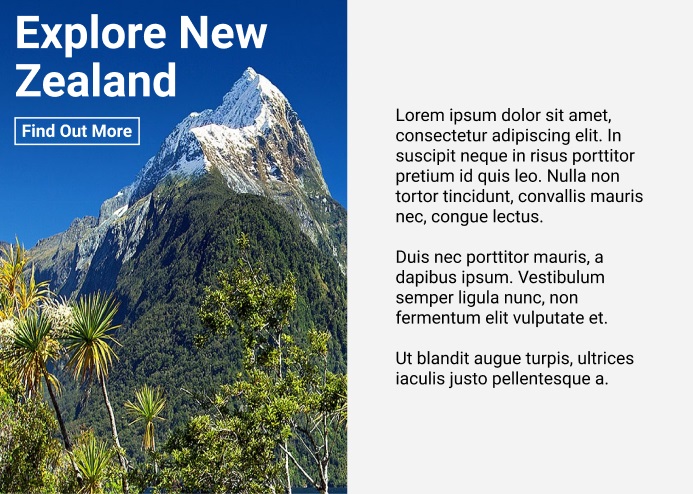 Explore New
Zealand
Find Out More
Lorem ipsum dolor sit amet,
consectetur adipiscing elit. In
suscipit neque in risus porttitor
pretium id quis leo. Nulla non
tortor tincidunt, convallis mauris
nec, congue lectus.
Duis nec porttitor mauris, a
dapibus ipsum. Vestibulum
semper ligula nunc, non
fermentum elit vulputate et.
Ut blandit augue turpis, ultrices
iaculis justo pellentesque a.